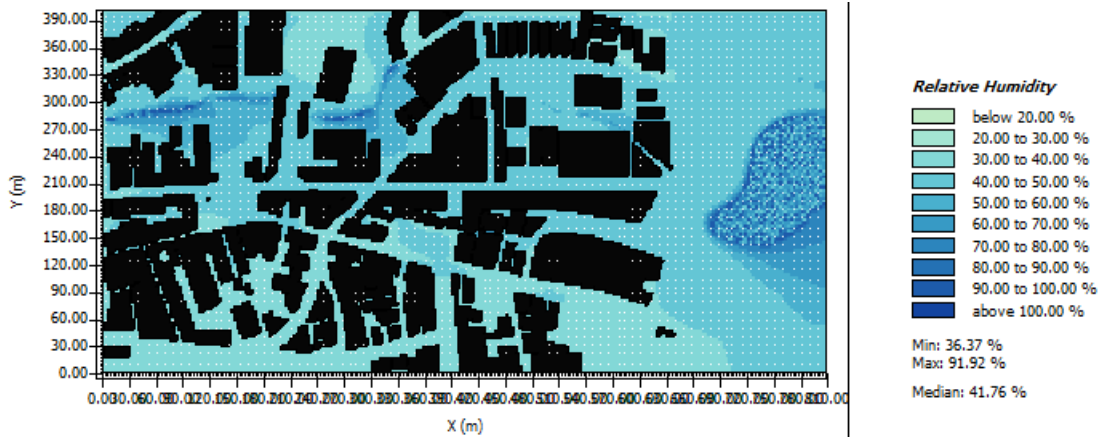 390.00
360.00
330.00
300.00
270.00
240.00
210.00
180.00
150.00
120.00
90.00
60.00
30.00
0.00
Y (m)
X (m)
Relative Humidity
below 20.00 %
20.00 to 30.00 %
30.00 to 40.00 %
40.00 to 50.00 %
50.00 to 60.00 %
60.00 to 70.00 %
70.00 to 80.00 %
80.00 to 90.00 %
90.00 to 100.00 %
above 100.00 %
Min: 36.37 %
Max: 91.92 %
Median: 41.76 %